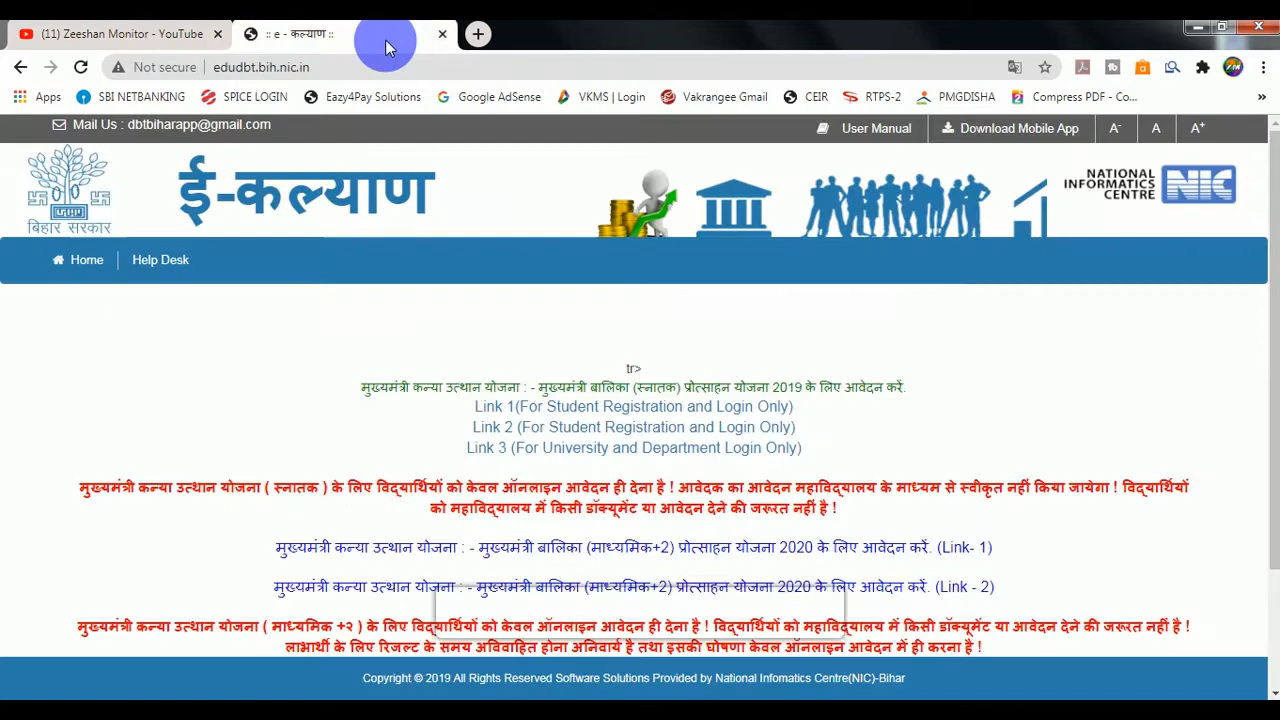 (11) Zeeshan Monitor - YouTube
:: e - कल्याण ::
Not secure edudbt.bih.nic.in
Apps SBI NETBANKING SPICE LOGIN Eazy4Pay Solutions Google AdSense VKMS | Login Vakrangee Gmail CEIR RTPS-2 PMGDISHA Compress PDF - Co... »
Mail Us : dbtbiharapp@gmail.com User Manual Download Mobile App A- A A+
ई-कल्याण
बिहार सरकार
NATIONAL
INFORMATICS
CENTRE
NIC
Home Help Desk
tr>
मुख्यमंत्री कन्या उत्थान योजना : - मुख्यमंत्री बालिका (स्नातक) प्रोत्साहन योजना 2019 के लिए आवेदन करें.
Link 1(For Student Registration and Login Only)
Link 2 (For Student Registration and Login Only)
Link 3 (For University and Department Login Only)
मुख्यमंत्री कन्या उत्थान योजना ( स्नातक ) के लिए विद्यार्थियों को केवल ऑनलाइन आवेदन ही देना है ! आवेदक का आवेदन महाविद्यालय के माध्यम से स्वीकृत नहीं किया जायेगा ! विद्यार्थियों
को महाविद्यालय में किसी डॉक्यूमेंट या आवेदन देने की जरूरत नहीं है !
मुख्यमंत्री कन्या उत्थान योजना : - मुख्यमंत्री बालिका (माध्यमिक+2) प्रोत्साहन योजना 2020 के लिए आवेदन करें. (Link- 1)
मुख्यमंत्री कन्या उत्थान योजना : - मुख्यमंत्री बालिका (माध्यमिक+2) प्रोत्साहन योजना 2020 के लिए आवेदन करें. (Link - 2)
मुख्यमंत्री कन्या उत्थान योजना ( माध्यमिक +२ ) के लिए विद्यार्थियों को केवल ऑनलाइन आवेदन ही देना है ! विद्यार्थियों को महाविद्यालय में किसी डॉक्यूमेंट या आवेदन देने की जरूरत नहीं है !
लाभार्थी के लिए रिजल्ट के समय अविवाहित होना अनिवार्य है तथा इसकी घोषणा केवल ऑनलाइन आवेदन में ही करना है !
Copyright © 2019 All Rights Reserved Software Solutions Provided by National Infomatics Centre(NIC)-Bihar